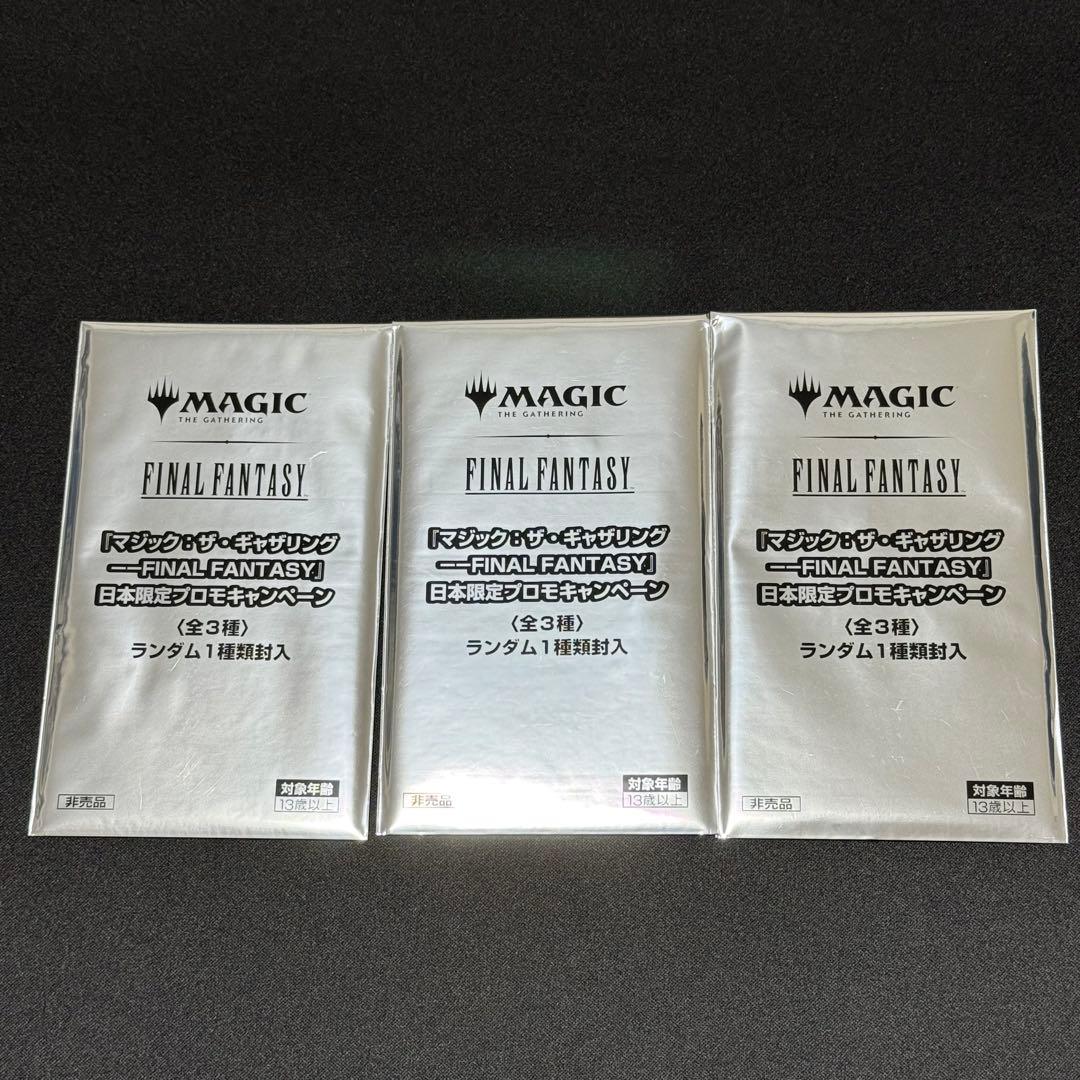 MAGIC
THE GATHERING
FINAL FANTASY
『マジック:ザ・ギャザリング
──FINAL FANTASY』
日本限定プロモキャンペーン
〈全3種〉
ランダム1種類封入
非売品
対象年齢
13歳以上
MAGIC
THE GATHERING
FINAL FANTASY
『マジック:ザ・ギャザリング
──FINAL FANTASY』
日本限定プロモキャンペーン
〈全3種〉
ランダム1種類封入
非売品
対象年齢
13歳以上
MAGIC
THE GATHERING
FINAL FANTASY
『マジック:ザ・ギャザリング
──FINAL FANTASY』
日本限定プロモキャンペーン
〈全3種〉
ランダム1種類封入
非売品
対象年齢
13歳以上